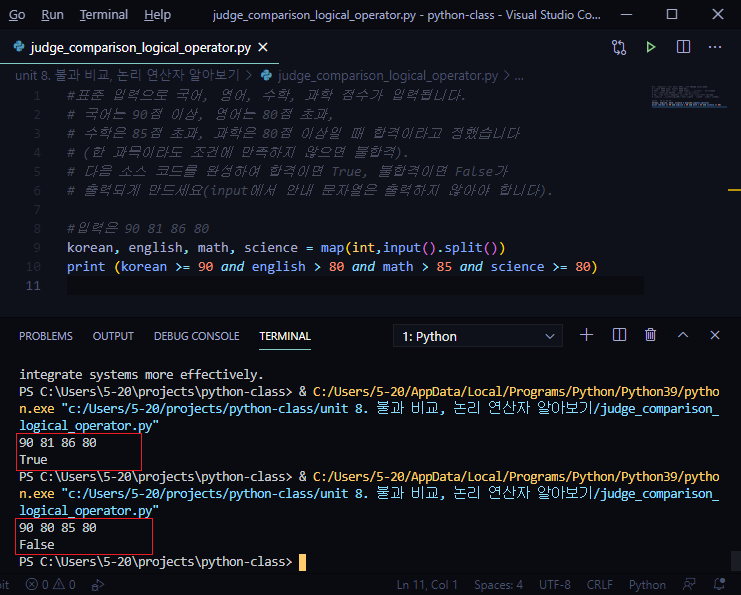 Go Run Terminal Help judge_comparison_logical_operator.py - python-class - Visual Studio Co...
judge_comparison_logical_operator.py
unit 8. 불과 비교, 논리 연산자 알아보기 > judge_comparison_logical_operator.py > ...
1 #표준 입력으로 국어, 영어, 수학, 과학 점수가 입력됩니다.
2 # 국어는 90점 이상, 영어는 80점 초과,
3 # 수학은 85점 초과, 과학은 80점 이상일 때 합격이라고 정했습니다
4 # (한 과목이라도 조건에 만족하지 않으면 불합격).
5 # 다음 소스 코드를 완성하여 합격이면 True, 불합격이면 False가
6 # 출력되게 만드세요(input에서 안내 문자열은 출력하지 않아야 합니다).
7
8 #입력은 90 81 86 80
9 korean, english, math, science = map(int,input().split())
10 print (korean >= 90 and english > 80 and math > 85 and science >= 80)
11
PROBLEMS OUTPUT DEBUG CONSOLE TERMINAL 1: Python
integrate systems more effectively.
PS C:\Users\5-20\projects\python-class> & C:/Users/5-20/AppData/Local/Programs/Python/Python39/pytho
n.exe "c:/Users/5-20/projects/python-class/unit 8. 불과 비교, 논리 연산자 알아보기/judge_comparison_
logical_operator.py"
90 81 86 80
True
PS C:\Users\5-20\projects\python-class> & C:/Users/5-20/AppData/Local/Programs/Python/Python39/pytho
n.exe "c:/Users/5-20/projects/python-class/unit 8. 불과 비교, 논리 연산자 알아보기/judge_comparison_
logical_operator.py"
90 80 85 80
False
PS C:\Users\5-20\projects\python-class>
bit 0 0 Ln 11, Col 1 Spaces: 4 UTF-8 CRLF Python